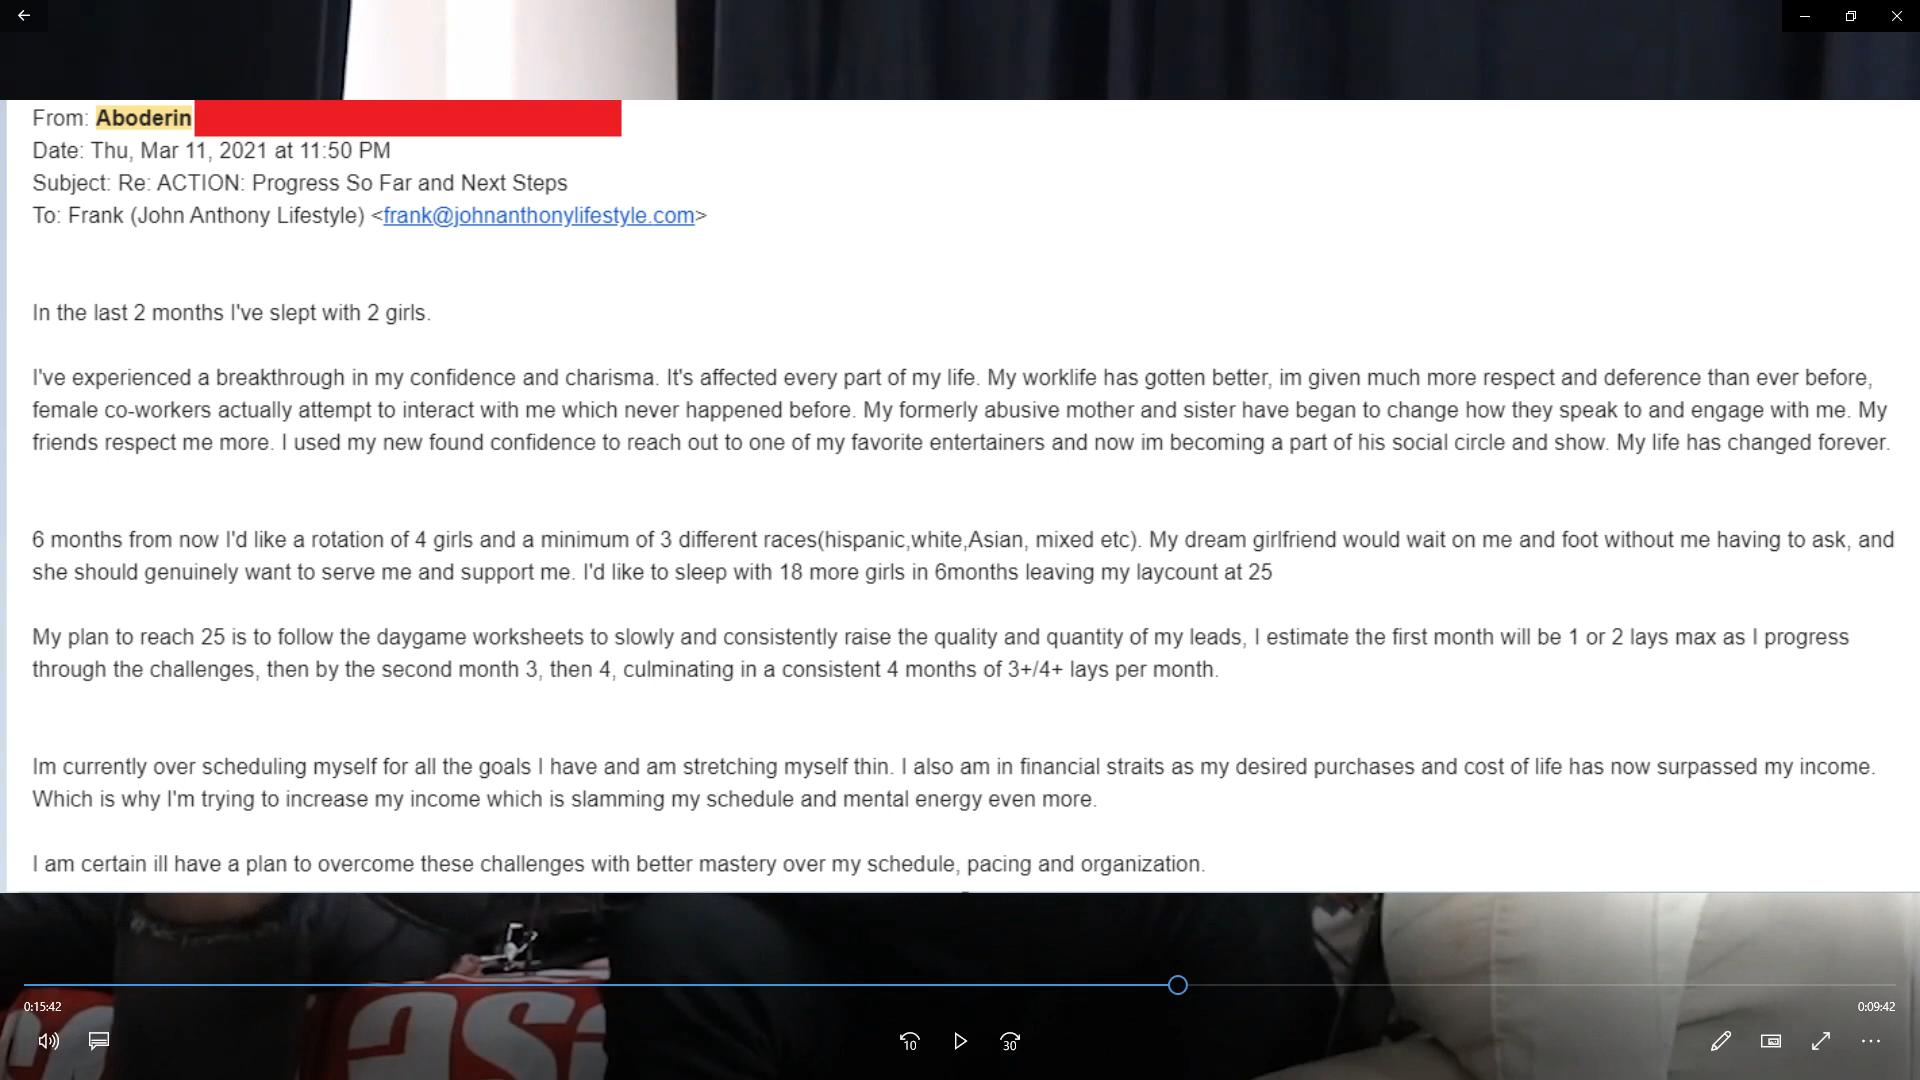 From: Aboderin
Date: Thu, Mar 11, 2021 at 11:50 PM
Subject: Re: ACTION: Progress So Far and Next Steps
To: Frank (John Anthony Lifestyle) <frank@johnanthonylifestyle.com>
In the last 2 months I've slept with 2 girls.
I've experienced a breakthrough in my confidence and charisma. It's affected every part of my life. My worklife has gotten better, im given much more respect and deference than ever before,
female co-workers actually attempt to interact with me which never happened before. My formerly abusive mother and sister have began to change how they speak to and engage with me. My
friends respect me more. I used my new found confidence to reach out to one of my favorite entertainers and now im becoming a part of his social circle and show. My life has changed forever.
6 months from now I'd like a rotation of 4 girls and a minimum of 3 different races(hispanic,white,Asian, mixed etc). My dream girlfriend would wait on me and foot without me having to ask, and
she should genuinely want to serve me and support me. I'd like to sleep with 18 more girls in 6months leaving my laycount at 25
My plan to reach 25 is to follow the daygame worksheets to slowly and consistently raise the quality and quantity of my leads, I estimate the first month will be 1 or 2 lays max as I progress
through the challenges, then by the second month 3, then 4, culminating in a consistent 4 months of 3+/4+ lays per month.
Im currently over scheduling myself for all the goals I have and am stretching myself thin. I also am in financial straits as my desired purchases and cost of life has now surpassed my income.
Which is why I'm trying to increase my income which is slamming my schedule and mental energy even more.
I am certain ill have a plan to overcome these challenges with better mastery over my schedule, pacing and organization.
0:15:42
0:09:42
10
30